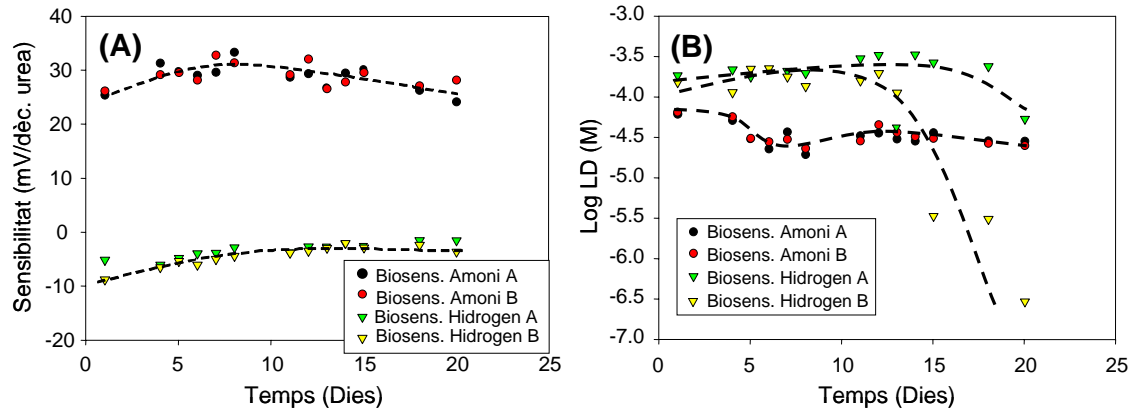 (A)
Sensibilitat (mV/dèc. urea)
40
30
20
10
0
-10
-20
0 5 10 15 20 25
Temps (Dies)
Biosens. Amoni A
Biosens. Amoni B
Biosens. Hidrogen A
Biosens. Hidrogen B
(B)
Log LD (M)
-3.0
-3.5
-4.0
-4.5
-5.0
-5.5
-6.0
-6.5
-7.0
0 5 10 15 20 25
Temps (Dies)
Biosens. Amoni A
Biosens. Amoni B
Biosens. Hidrogen A
Biosens. Hidrogen B